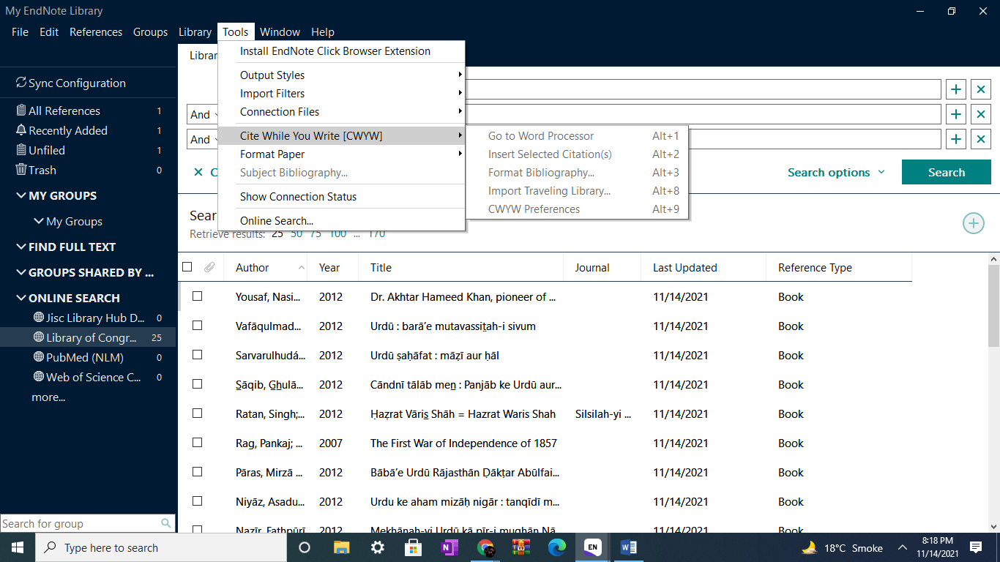 My EndNote Library
File Edit References Groups Library Tools Window Help
Install EndNote Click Browser Extension
Output Styles
Import Filters
Connection Files
Cite While You Write [CWYW]
Format Paper
Subject Bibliography...
Show Connection Status
Online Search...
Go to Word Processor Alt+1
Insert Selected Citation(s) Alt+2
Format Bibliography... Alt+3
Import Traveling Library... Alt+8
CWYW Preferences Alt+9
Sync Configuration
All References 1
Recently Added 1
Unfiled 1
Trash 0
MY GROUPS
My Groups
FIND FULL TEXT
GROUPS SHARED BY ...
ONLINE SEARCH
Jisc Library Hub D... 0
Library of Congr... 25
PubMed (NLM) 0
Web of Science C... 0
more...
Search for group
And
And
Search options Search
Retrieve results: 25 50 75 100 ... 170
Author Year Title Journal Last Updated Reference Type
Yousaf, Nasi... 2012 Dr. Akhtar Hameed Khan, pioneer of ... 11/14/2021 Book
Vafāqulmad... 2012 Urdū : barā’e mutavassit̤ah-i sivum 11/14/2021 Book
Sarvarulhudá... 2012 Urdū ṣaḥāfat : māẓī aur ḥāl 11/14/2021 Book
S̲āqib, G̲h̲ulā... 2012 Cāndnī tālāb men̲ : Panjāb ke Urdū aur... 11/14/2021 Book
Ratan, Singh;... 2012 Ḥaẓrat Vāris̲ Shāh = Hazrat Waris Shah Silsilah-yi ... 11/14/2021 Book
Rag, Pankaj; ... 2007 The First War of Independence of 1857 11/14/2021 Book
Pāras, Mirzā ... 2012 Bābā’e Urdū Rājasthān Ḍākṭar Abūlfai... 11/14/2021 Book
Niyāz, Asadu... 2012 Urdu ke aham mizāḥ nigār : tanqīdī m... 11/14/2021 Book
Nazīr, Fatḥpūrī 2012 Mekhānah-yi Urdū kā pīr-i mughān Nā... 11/14/2021 Book
Type here to search
EN
18°C Smoke
8:18 PM
11/14/2021